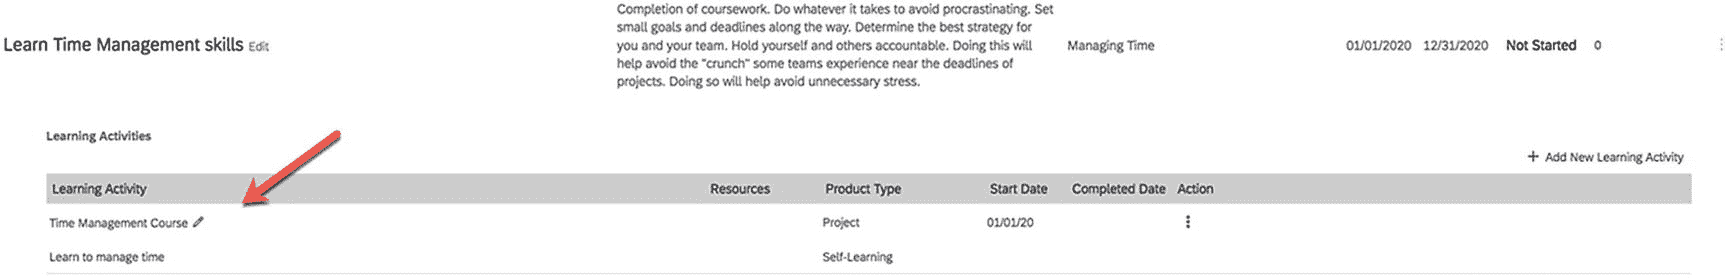 Completion of coursework. Do whatever it takes to avoid procrastinating. Set
small goals and deadlines along the way. Determine the best strategy for
Learn Time Management skills Edit you and your team. Hold yourself and others accountable. Doing this will Managing Time 01/01/2020 12/31/2020 Not Started 0
help avoid the "crunch" some teams experience near the deadlines of
projects. Doing so will help avoid unnecessary stress.
Learning Activities
+ Add New Learning Activity
Learning Activity Resources Product Type Start Date Completed Date Action
Time Management Course Project 01/01/20
Learn to manage time Self-Learning